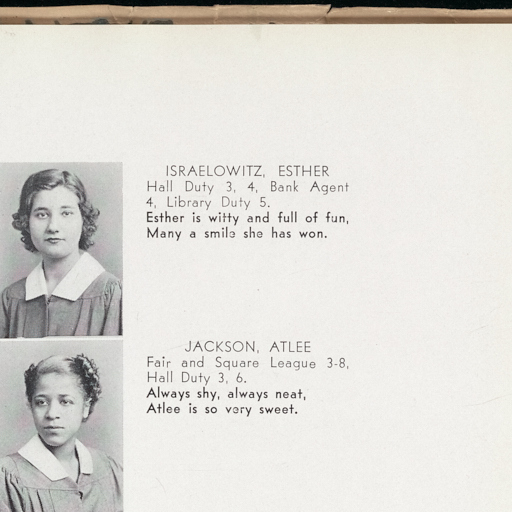 ISRAELOWITZ, ESTHER
Hall Duty 3, 4, Bank Agent
4, Library Duty 5.
Esther is witty and full of fun,
Many a smile she has won.
JACKSON, ATLEE
Fair and Square League 3-8,
Hall Duty 3, 6.
Always shy, always neat,
Atlee is so very sweet.